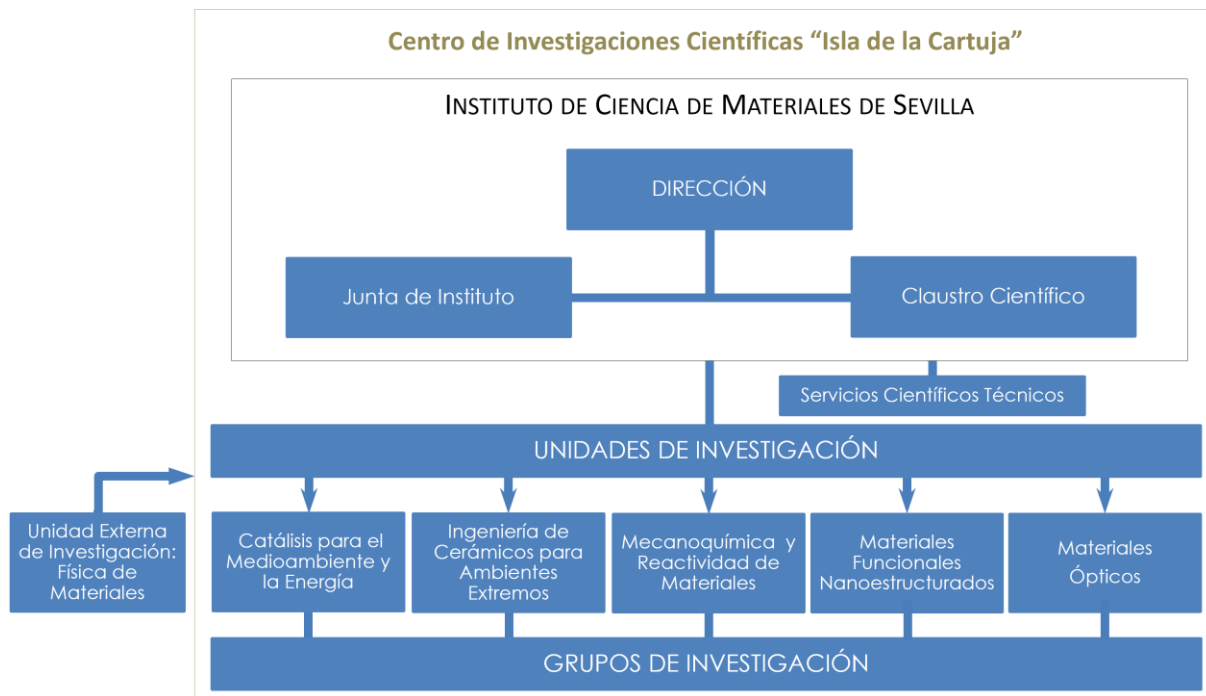 Centro de Investigaciones Científicas “Isla de la Cartuja”
INSTITUTO DE CIENCIA DE MATERIALES DE SEVILLA
DIRECCIÓN
Junta de Instituto
Claustro Científico
Servicios Científicos Técnicos
UNIDADES DE INVESTIGACIÓN
Unidad Externa
de Investigación:
Física de
Materiales
Catálisis para el
Medioambiente y
la Energía
Ingeniería de
Cerámicos para
Ambientes
Extremos
Mecanoquímica y
Reactividad de
Materiales
Materiales
Funcionales
Nanoestructurados
Materiales
Ópticos
GRUPOS DE INVESTIGACIÓN